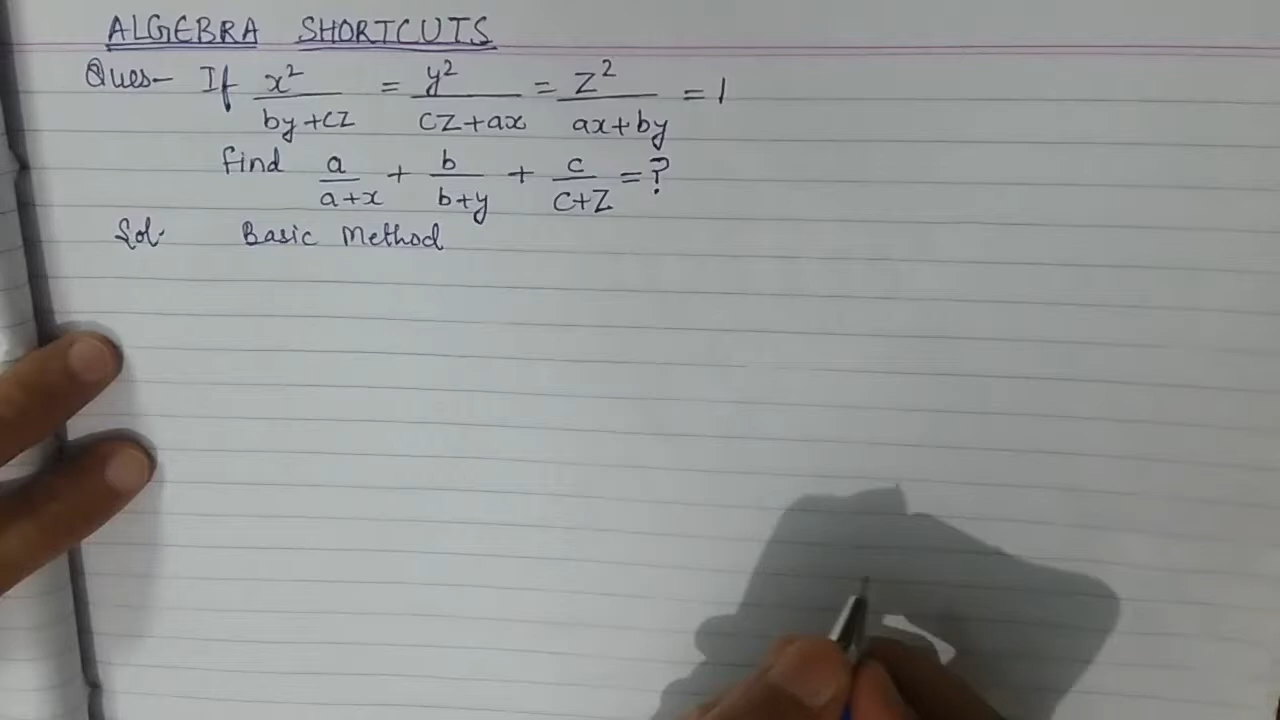 ALGEBRA SHORTCUTS
Ques- If x²/(by+cz) = y²/(cz+ax) = z²/(ax+by) = 1
find a/(a+x) + b/(b+y) + c/(c+z) = ?
Sol. Basic Method